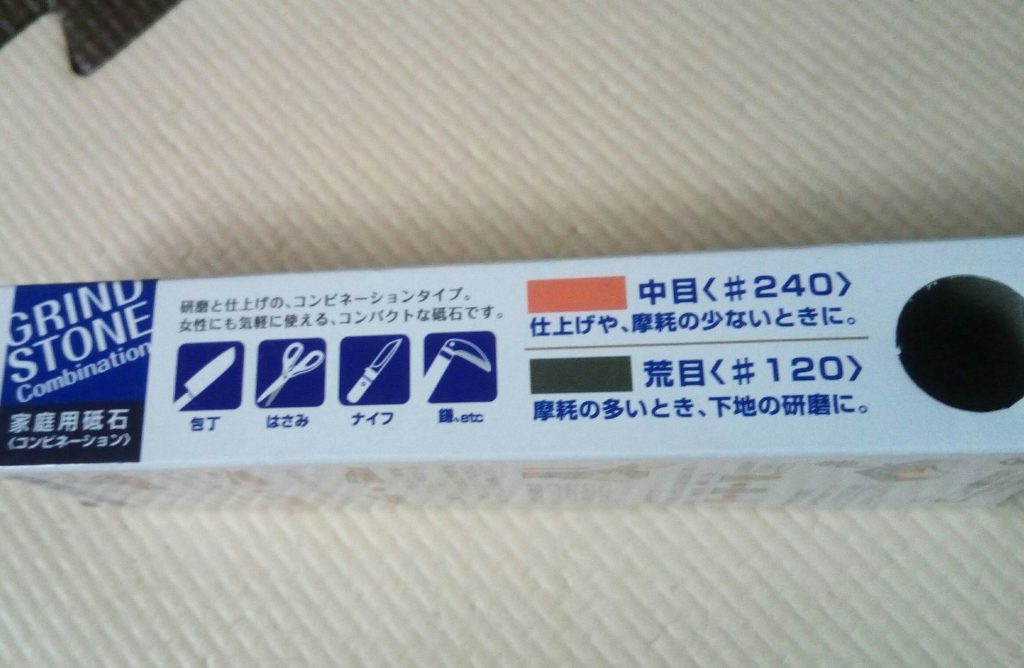 GRIND
STONE
Combination
家庭用砥石
〈コンビネーション〉
研磨と仕上げの、コンビネーションタイプ。
女性にも気軽に使える、コンパクトな砥石です。
包丁
はさみ
ナイフ
鎌、etc
中目〈#240〉
仕上げや、摩耗の少ないときに。
荒目〈#120〉
摩耗の多いとき、下地の研磨に。